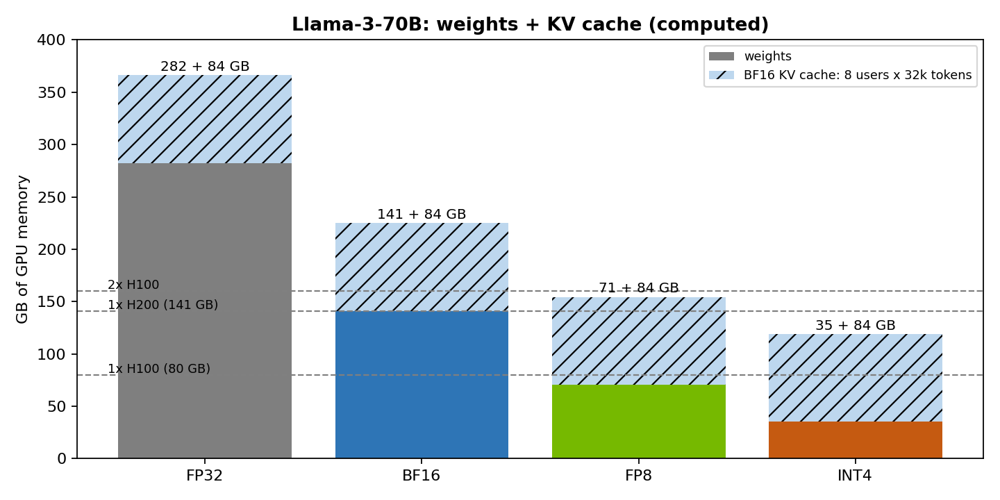 Llama-3-70B: weights + KV cache (computed)
400
350
300
250
200
150
100
50
0
GB of GPU memory
weights
BF16 KV cache: 8 users x 32k tokens
282 + 84 GB
141 + 84 GB
71 + 84 GB
35 + 84 GB
2x H100
1x H200 (141 GB)
1x H100 (80 GB)
FP32
BF16
FP8
INT4